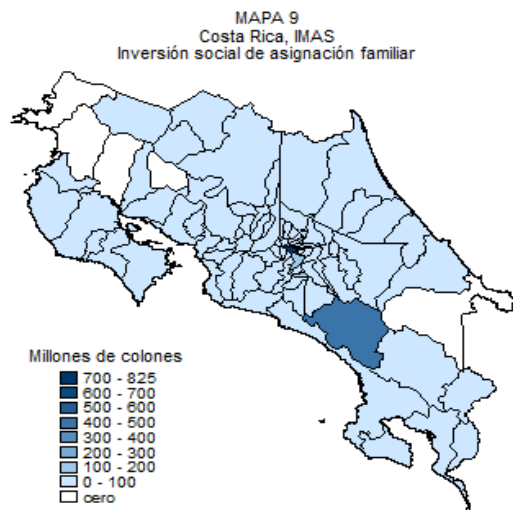 MAPA 9
Costa Rica, IMAS
Inversión social de asignación familiar
Millones de colones
700 - 825
600 - 700
500 - 600
400 - 500
300 - 400
200 - 300
100 - 200
0 - 100
cero